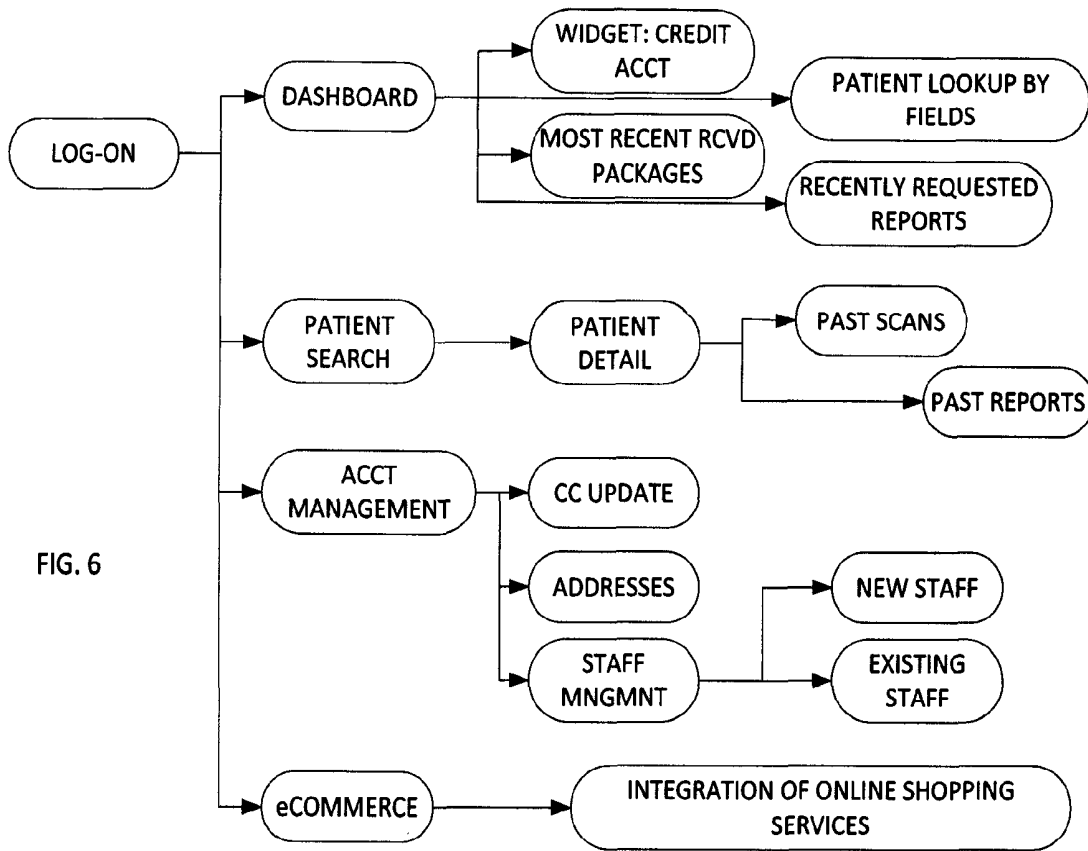 WIDGET: CREDIT
ACCT
DASHBOARD
PATIENT LOOKUP BY
FIELDS
LOG-ON
MOST RECENT RCVD
PACKAGES
RECENTLY REQUESTED
REPORTS
PATIENT
SEARCH
PATIENT
DETAIL
PAST SCANS
PAST REPORTS
ACCT
MANAGEMENT
CC UPDATE
FIG. 6
ADDRESSES
NEW STAFF
STAFF
MNGMNT
EXISTING
STAFF
eCOMMERCE
INTEGRATION OF ONLINE SHOPPING
SERVICES